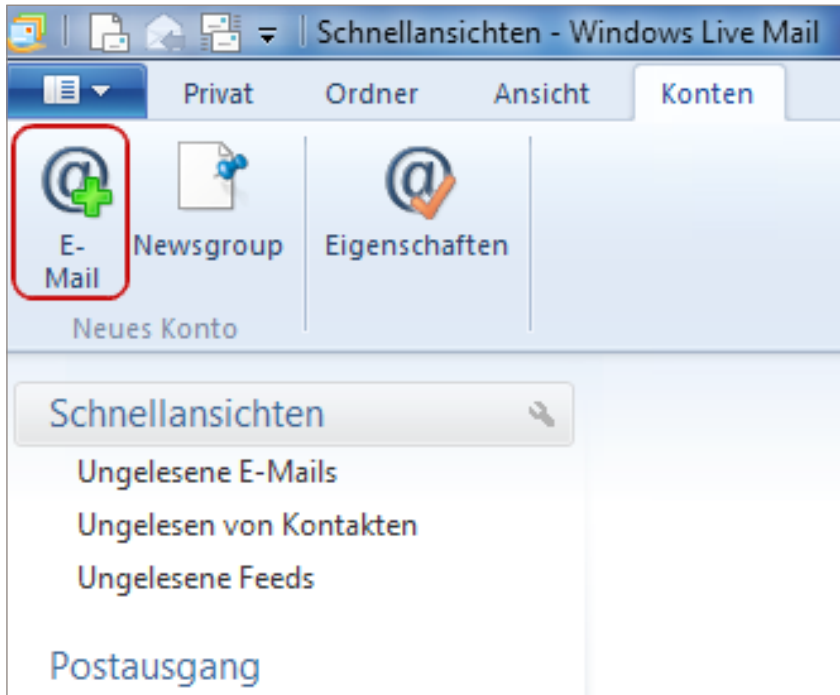 Schnellansichten - Windows Live Mail
Privat Ordner Ansicht Konten
E-
Mail
Newsgroup
Eigenschaften
Neues Konto
Schnellansichten
Ungelesene E-Mails
Ungelesen von Kontakten
Ungelesene Feeds
Postausgang